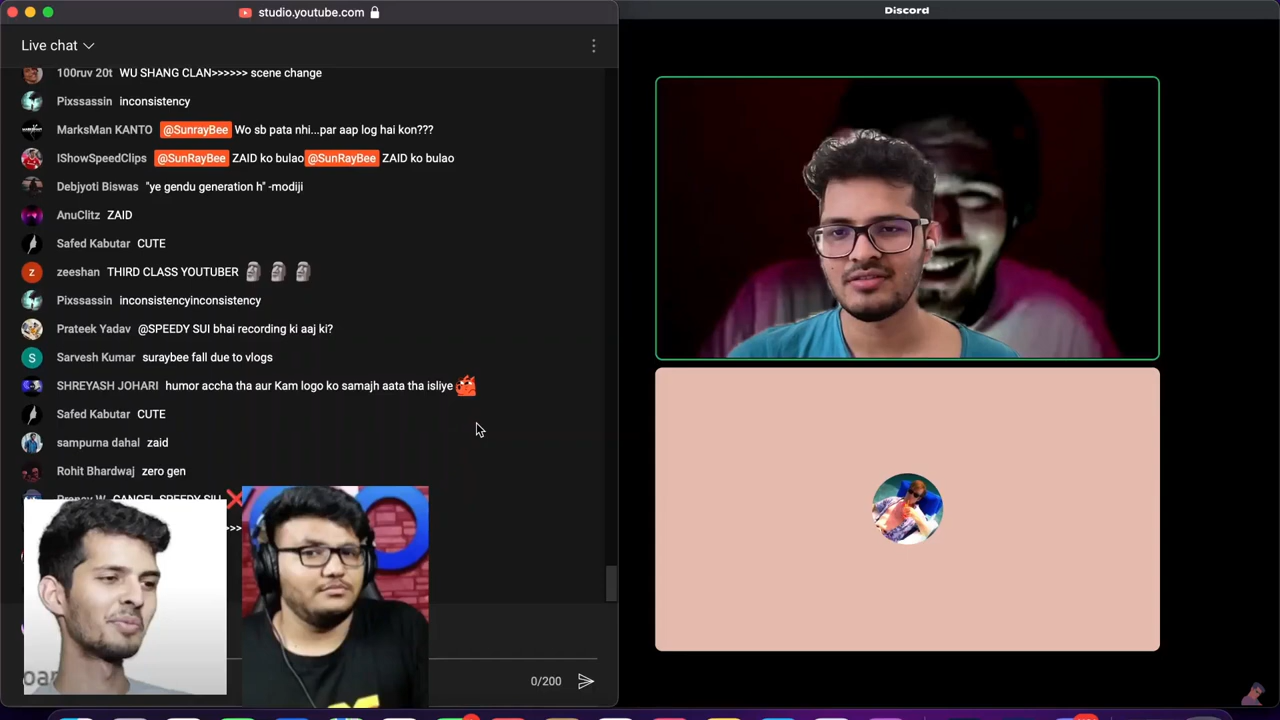 studio.youtube.com
Discord
Live chat
100ruv 20t WU SHANG CLAN>>>>>> scene change
Pixssassin inconsistency
MarksMan KANTO @SunrayBee Wo sb pata nhi...par aap log hai kon???
IShowSpeedClips @SunRayBee ZAID ko bulao@SunRayBee ZAID ko bulao
Debjyoti Biswas "ye gendu generation h" -modiji
AnuClitz ZAID
Safed Kabutar CUTE
zeeshan THIRD CLASS YOUTUBER 🗿 🗿 🗿
Pixssassin inconsistencyinconsistency
Prateek Yadav @SPEEDY SUI bhai recording ki aaj ki?
Sarvesh Kumar suraybee fall due to vlogs
SHREYASH JOHARI humor accha tha aur Kam logo ko samajh aata tha isliye
Safed Kabutar CUTE
sampurna dahal zaid
Rohit Bhardwaj zero gen
CANCEL SPEEDY SIU ❌
>>>
0/200